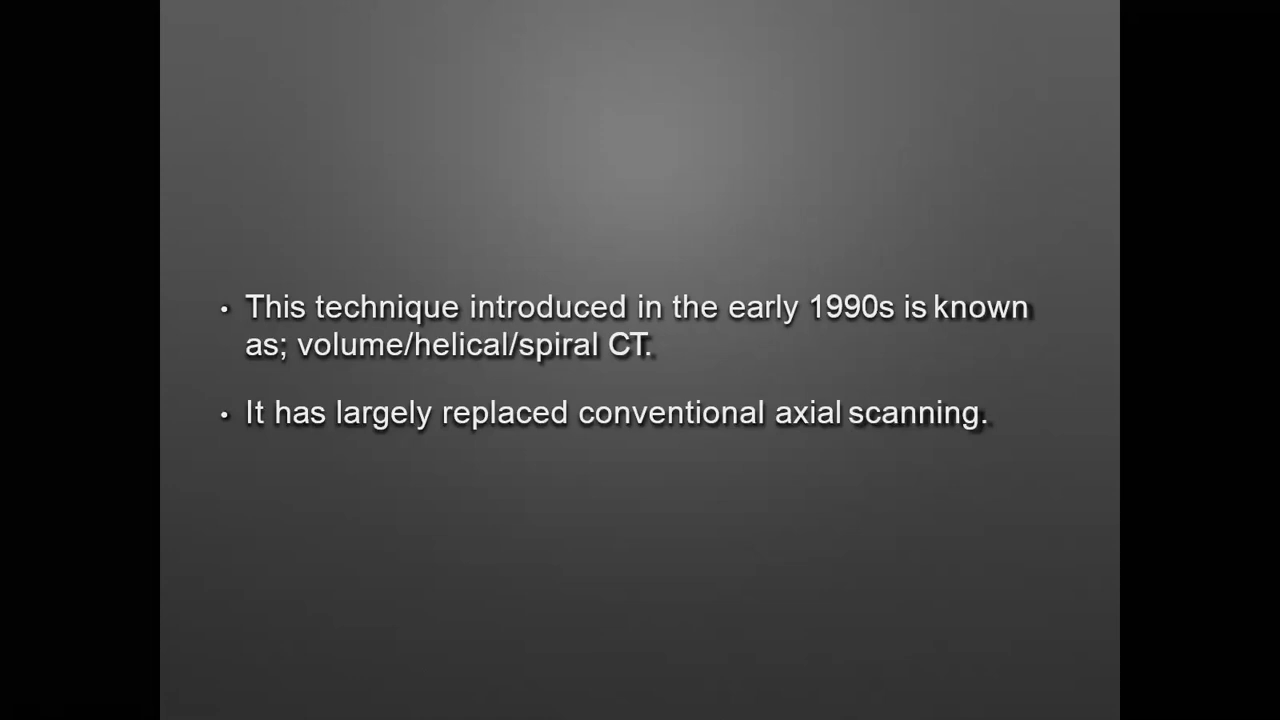 • This technique introduced in the early 1990s is known
as; volume/helical/spiral CT.
• It has largely replaced conventional axial scanning.